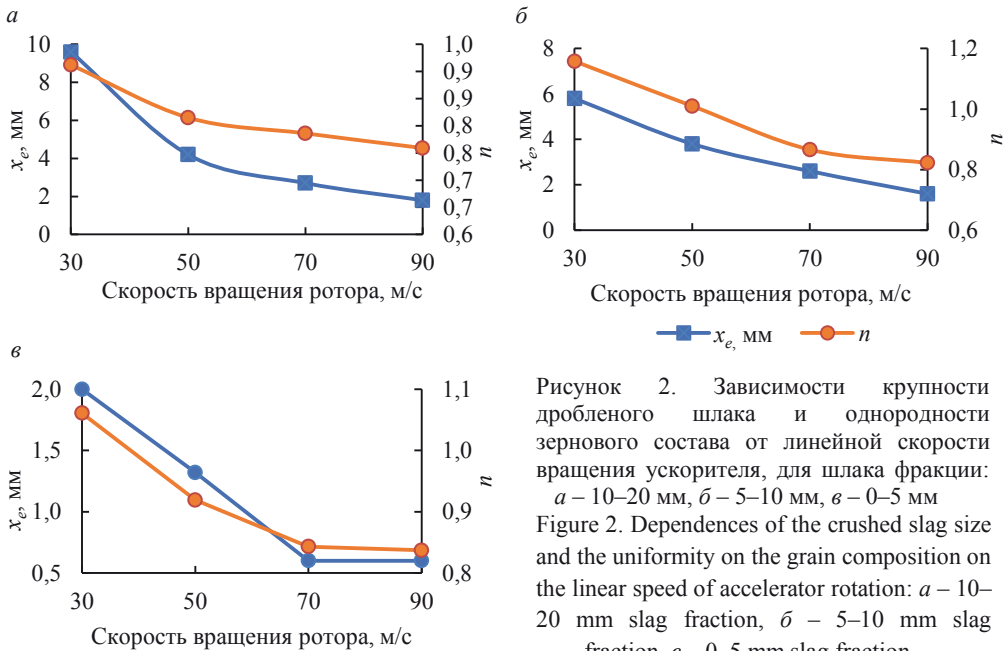 а
10
8
6
4
2
0
x_e, мм
1,0
0,9
0,9
0,8
0,8
0,7
0,7
0,6
n
30 50 70 90
Скорость вращения ротора, м/с
б
8
6
4
2
0
x_e, мм
1,2
1,0
0,8
0,6
n
30 50 70 90
Скорость вращения ротора, м/с
x_e, мм n
в
2,0
1,5
1,0
0,5
x_e, мм
1,1
1,0
0,9
0,8
n
30 50 70 90
Скорость вращения ротора, м/с
Рисунок 2. Зависимости крупности
дробленого шлака и однородности
зернового состава от линейной скорости
вращения ускорителя, для шлака фракции:
а – 10–20 мм, б – 5–10 мм, в – 0–5 мм
Figure 2. Dependences of the crushed slag size
and the uniformity on the grain composition on
the linear speed of accelerator rotation: а – 10–
20 mm slag fraction, б – 5–10 mm slag
fraction, в – 0–5 mm slag fraction